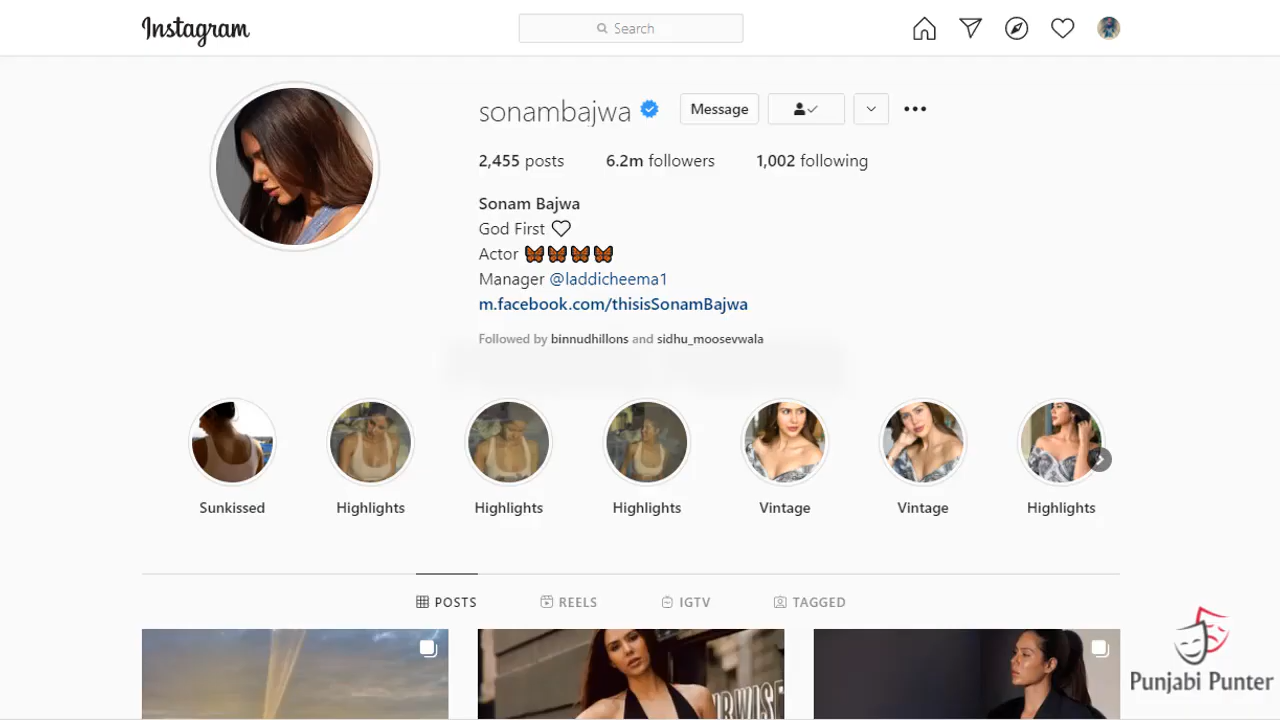 Instagram
Search
sonambajwa
Message
2,455 posts 6.2m followers 1,002 following
Sonam Bajwa
God First
Actor
Manager @laddicheema1
m.facebook.com/thisisSonamBajwa
Followed by binnudhillons and sidhu_moosevwala
Sunkissed Highlights Highlights Highlights Vintage Vintage Highlights
POSTS REELS IGTV TAGGED
Punjabi Punter